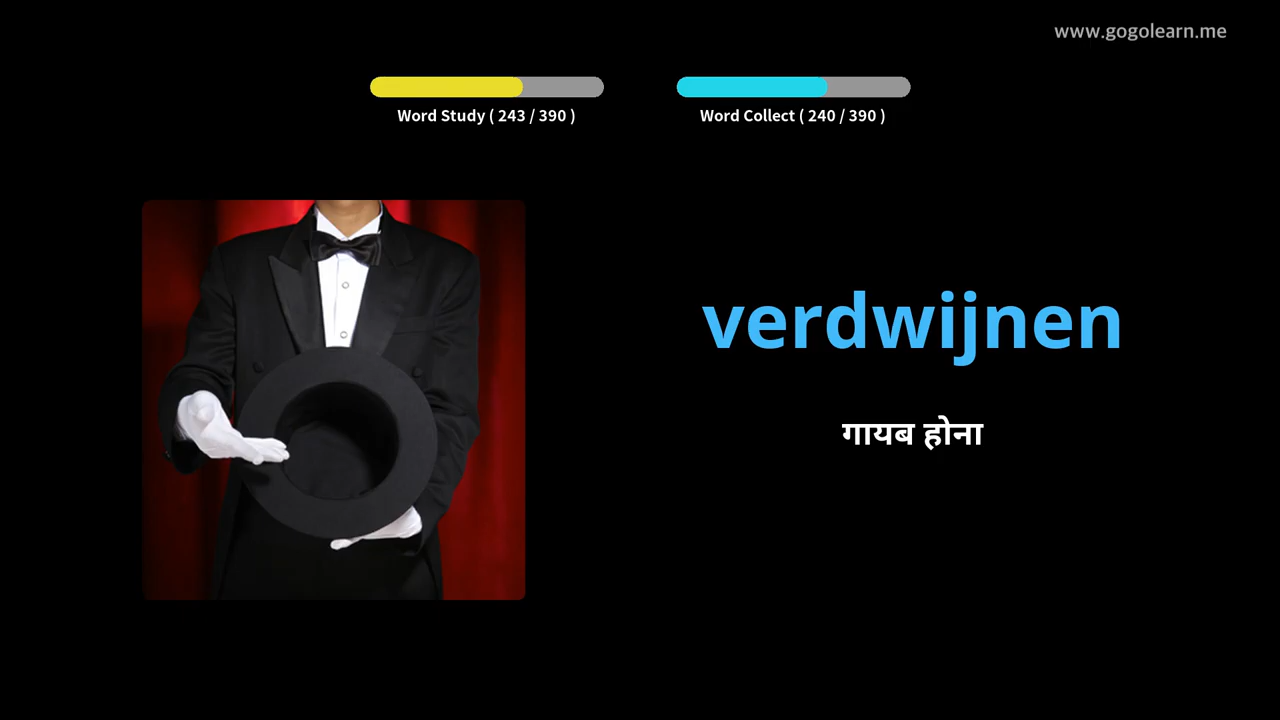 www.gogolearn.me
Word Study ( 243 / 390 )
Word Collect ( 240 / 390 )
verdwijnen
गायब होना